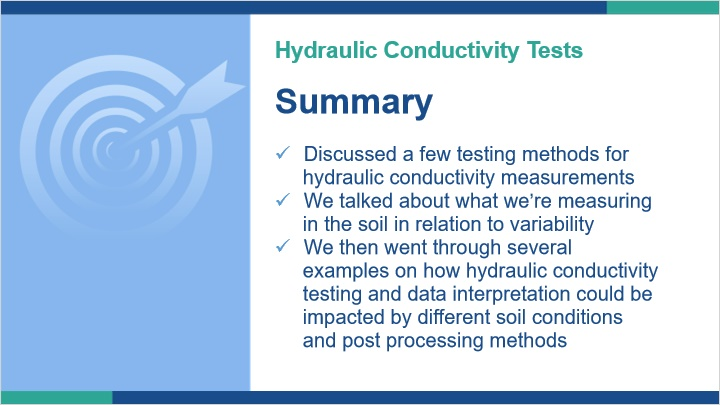 Hydraulic Conductivity Tests
Summary
✓ Discussed a few testing methods for
hydraulic conductivity measurements
✓ We talked about what we’re measuring
in the soil in relation to variability
✓ We then went through several
examples on how hydraulic conductivity
testing and data interpretation could be
impacted by different soil conditions
and post processing methods